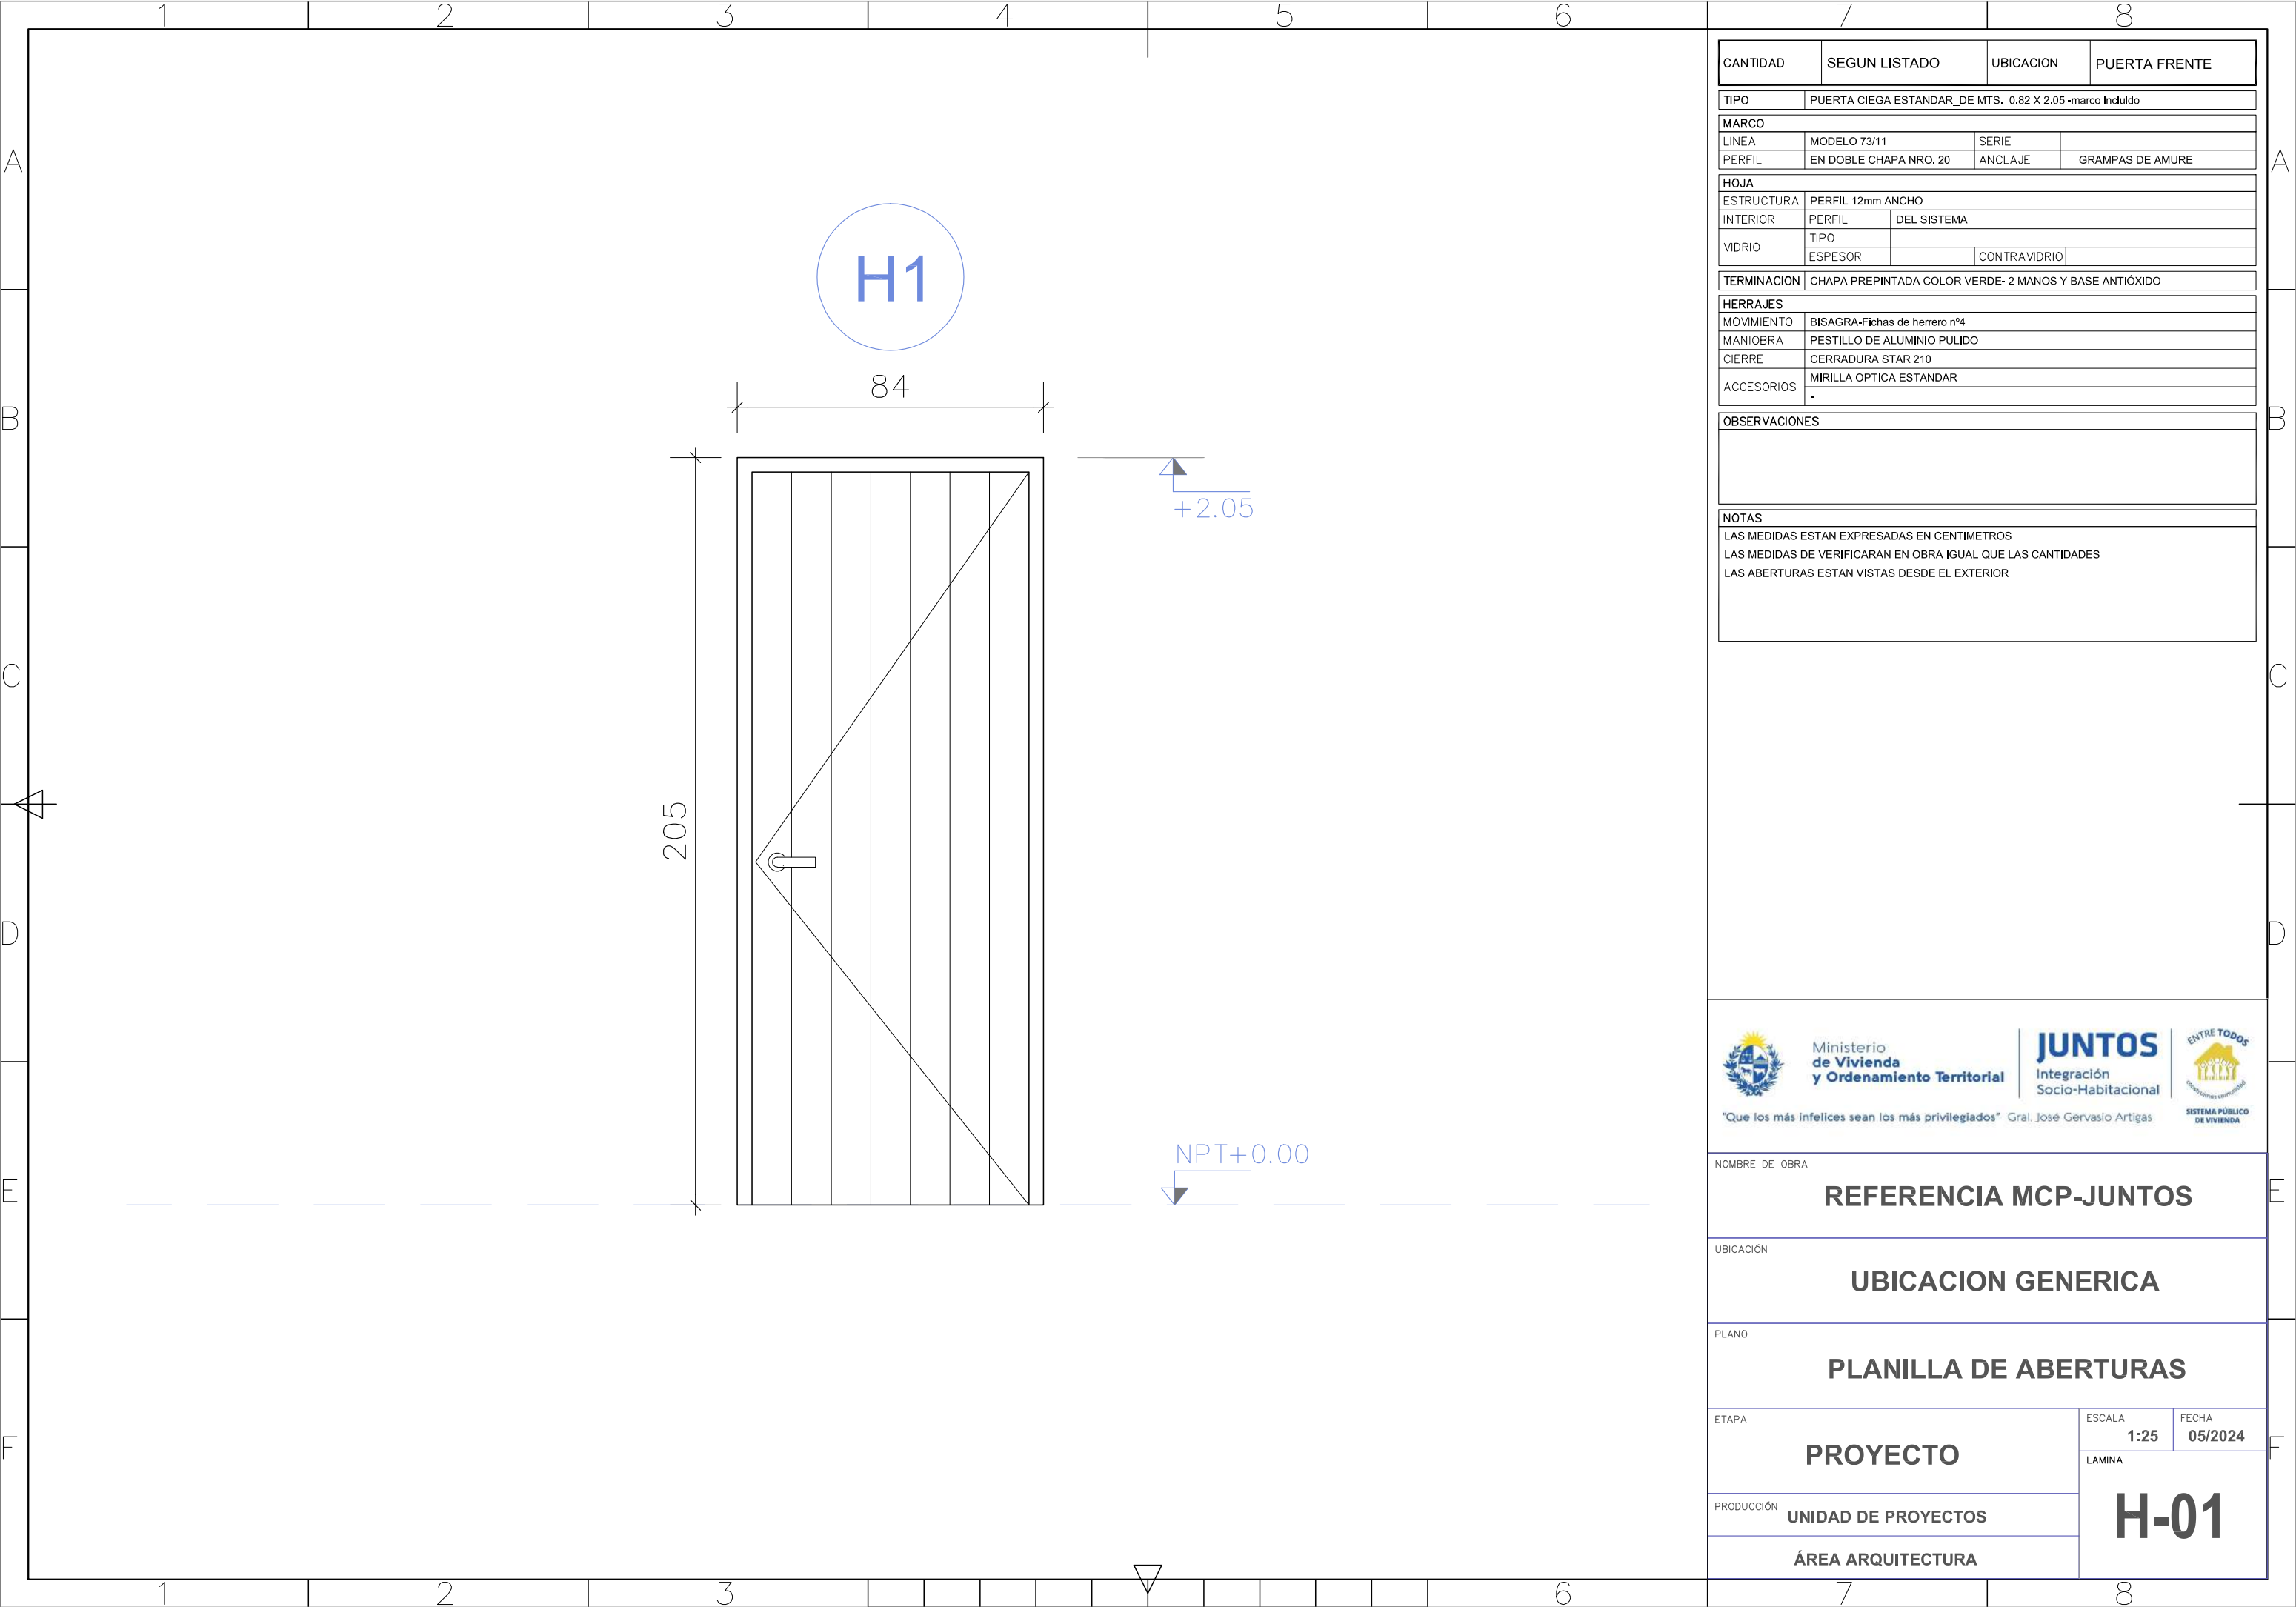 1 2 3 4 5 6 7 8
A
B
C
D
E
F
H1
84
205
+2.05
NPT+0.00
CANTIDAD SEGUN LISTADO UBICACION PUERTA FRENTE
TIPO PUERTA CIEGA ESTANDAR_DE MTS. 0.82 X 2.05 -marco Incluido
MARCO
LINEA MODELO 73/11 SERIE
PERFIL EN DOBLE CHAPA NRO. 20 ANCLAJE GRAMPAS DE AMURE
HOJA
ESTRUCTURA PERFIL 12mm ANCHO
INTERIOR PERFIL DEL SISTEMA
VIDRIO TIPO
ESPESOR CONTRAVIDRIO
TERMINACION CHAPA PREPINTADA COLOR VERDE- 2 MANOS Y BASE ANTIÓXIDO
HERRAJES
MOVIMIENTO BISAGRA-Fichas de herrero nº4
MANIOBRA PESTILLO DE ALUMINIO PULIDO
CIERRE CERRADURA STAR 210
ACCESORIOS MIRILLA OPTICA ESTANDAR
-
OBSERVACIONES
NOTAS
LAS MEDIDAS ESTAN EXPRESADAS EN CENTIMETROS
LAS MEDIDAS DE VERIFICARAN EN OBRA IGUAL QUE LAS CANTIDADES
LAS ABERTURAS ESTAN VISTAS DESDE EL EXTERIOR
A
B
C
D
E
F
Ministerio
de Vivienda
y Ordenamiento Territorial
JUNTOS
Integración
Socio-Habitacional
ENTRE TODOS
construimos comunidad
SISTEMA PÚBLICO
DE VIVIENDA
"Que los más infelices sean los más privilegiados" Gral. José Gervasio Artigas
NOMBRE DE OBRA
REFERENCIA MCP-JUNTOS
UBICACIÓN
UBICACION GENERICA
PLANO
PLANILLA DE ABERTURAS
ETAPA
PROYECTO
ESCALA
1:25
FECHA
05/2024
LAMINA
H-01
PRODUCCIÓN UNIDAD DE PROYECTOS
ÁREA ARQUITECTURA
1 2 3 6 7 8